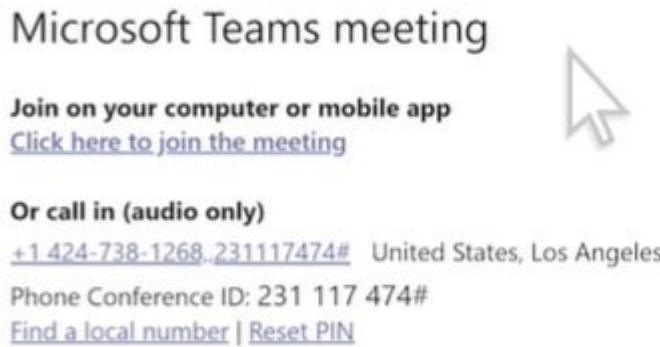 Microsoft Teams meeting
Join on your computer or mobile app
Click here to join the meeting
Or call in (audio only)
+1 424-738-1268,,231117474# United States, Los Angeles
Phone Conference ID: 231 117 474#
Find a local number | Reset PIN